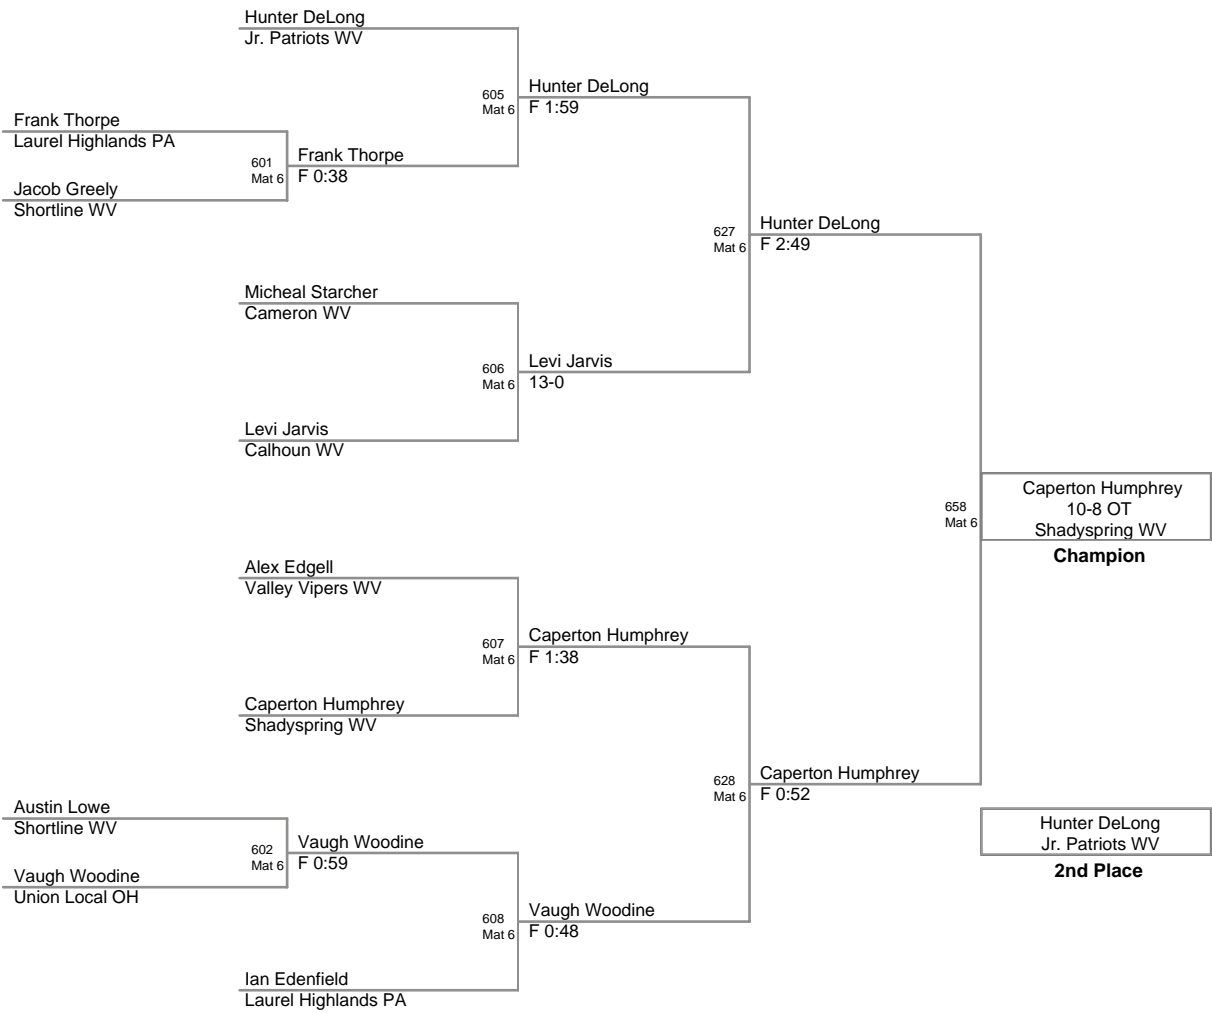 Hunter DeLong
Jr. Patriots WV
605
Mat 6
Hunter DeLong
F 1:59
Frank Thorpe
Laurel Highlands PA
601
Mat 6
Frank Thorpe
F 0:38
Jacob Greely
Shortline WV
627
Mat 6
Hunter DeLong
F 2:49
Micheal Starcher
Cameron WV
606
Mat 6
Levi Jarvis
13-0
Levi Jarvis
Calhoun WV
658
Mat 6
Caperton Humphrey
10-8 OT
Shadyspring WV
Champion
Alex Edgell
Valley Vipers WV
607
Mat 6
Caperton Humphrey
F 1:38
Caperton Humphrey
Shadyspring WV
628
Mat 6
Caperton Humphrey
F 0:52
Austin Lowe
Shortline WV
602
Mat 6
Vaugh Woodine
F 0:59
Vaugh Woodine
Union Local OH
Hunter DeLong
Jr. Patriots WV
2nd Place
608
Mat 6
Vaugh Woodine
F 0:48
Ian Edenfield
Laurel Highlands PA